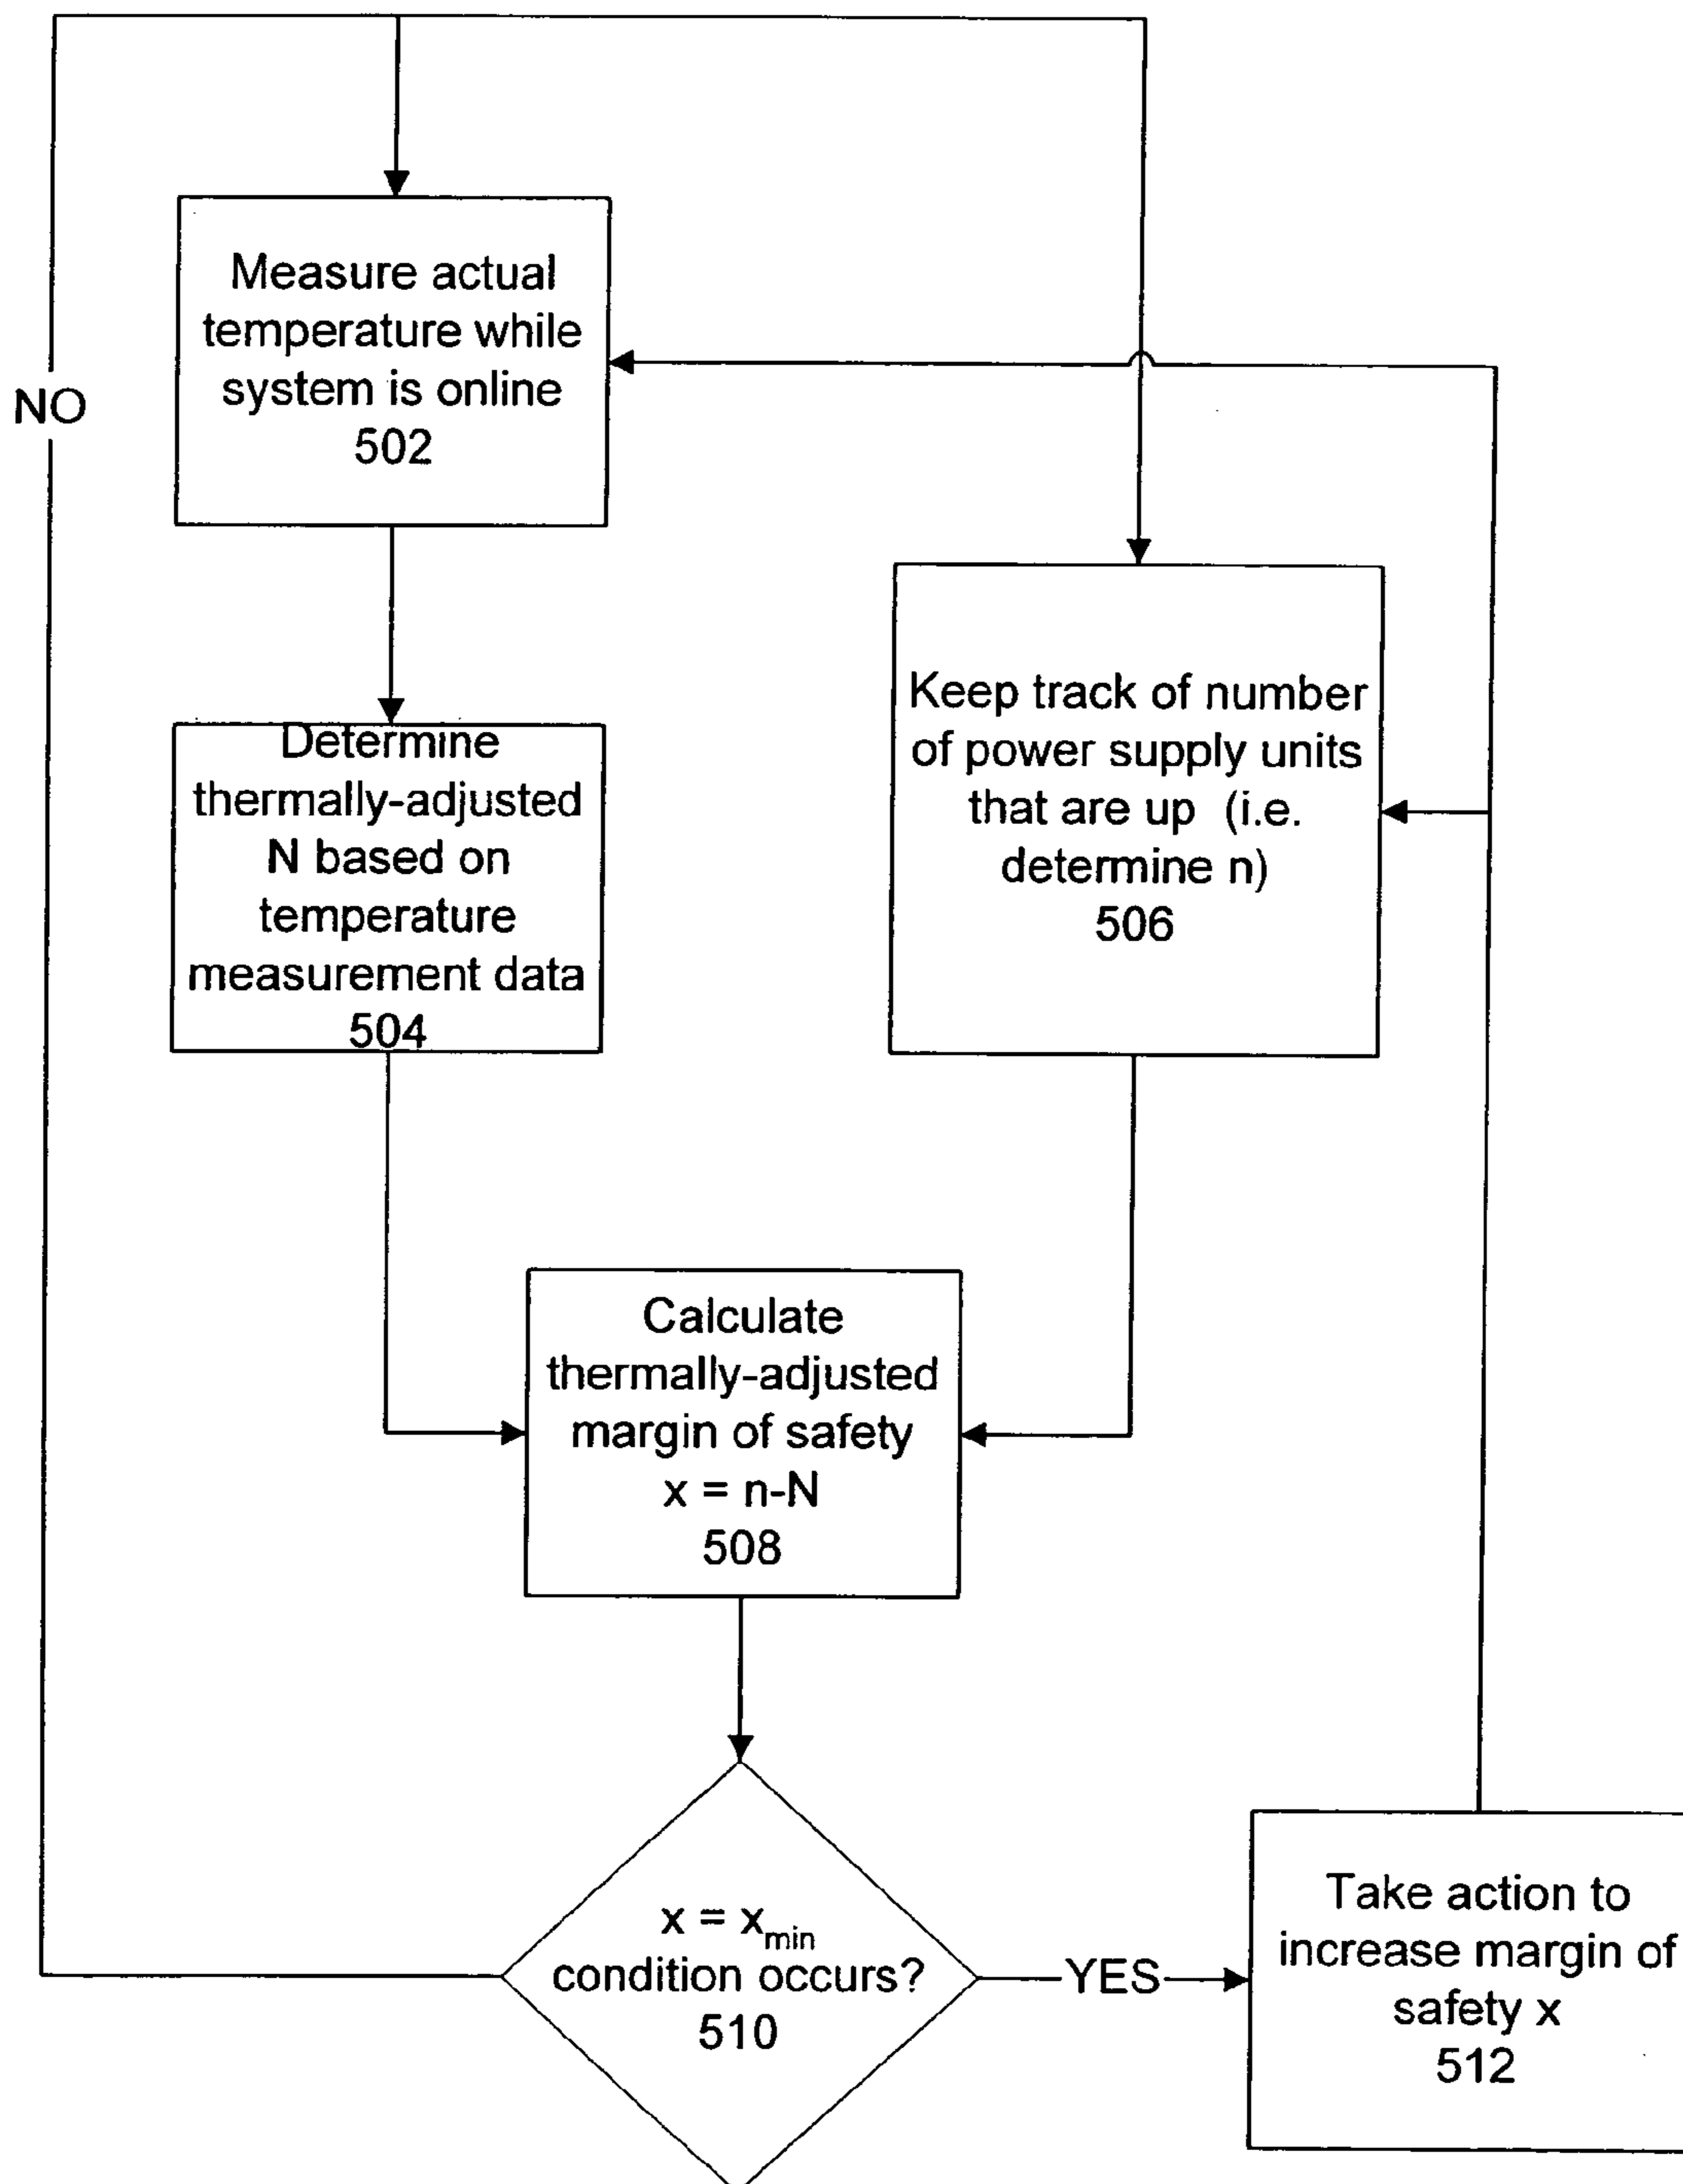 Measure actual
temperature while
system is online
502
NO
Determine
thermally-adjusted
N based on
temperature
measurement data
504
Keep track of number
of power supply units
that are up (i.e.
determine n)
506
Calculate
thermally-adjusted
margin of safety
x = n-N
508
x = xmin
condition occurs?
510
YES
Take action to
increase margin of
safety x
512